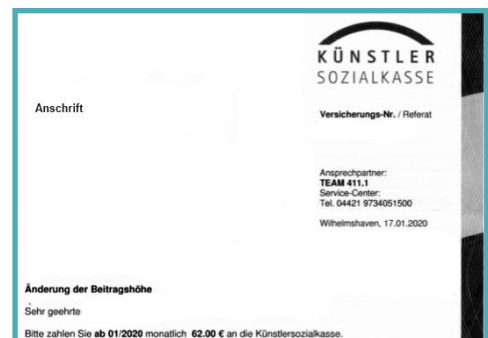 KÜNSTLER
SOZIALKASSE
Anschrift
Versicherungs-Nr. / Referat
Ansprechpartner:
TEAM 411.1
Service-Center:
Tel. 04421 9734051500
Wilhelmshaven, 17.01.2020
Änderung der Beitragshöhe
Sehr geehrte
Bitte zahlen Sie ab 01/2020 monatlich 62.00 € an die Künstlersozialkasse.